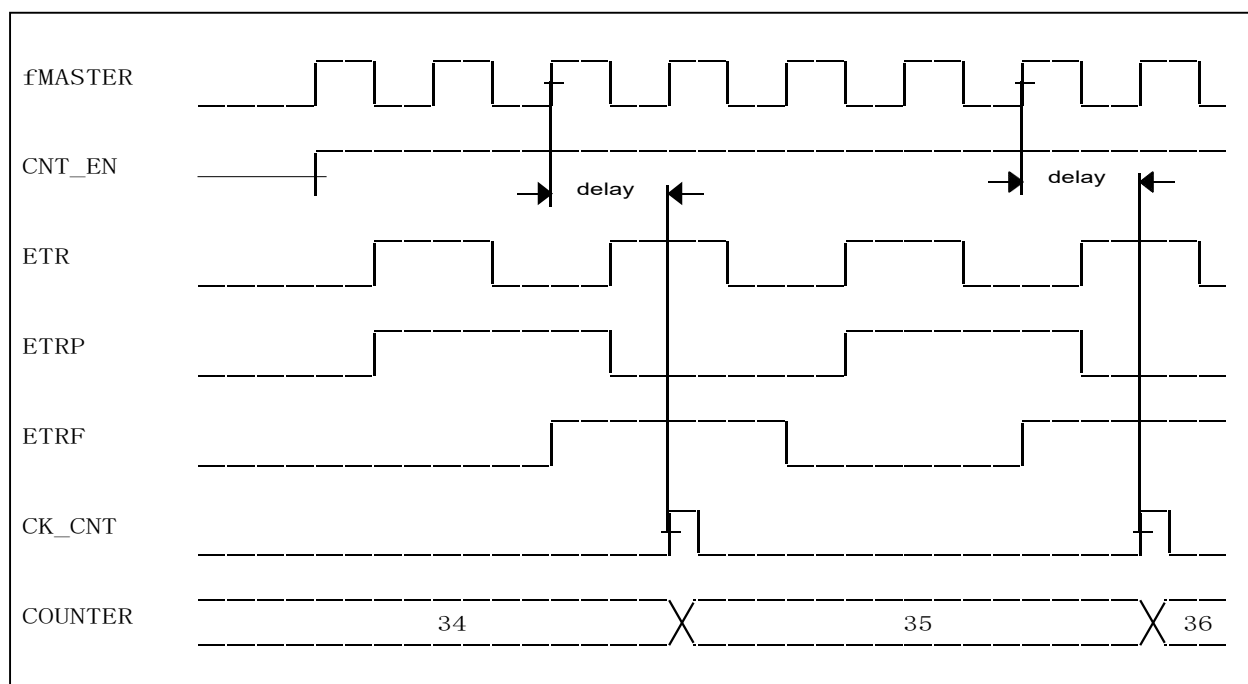 fMASTER
CNT_EN
delay
delay
ETR
ETRP
ETRF
CK_CNT
COUNTER
34
35
36